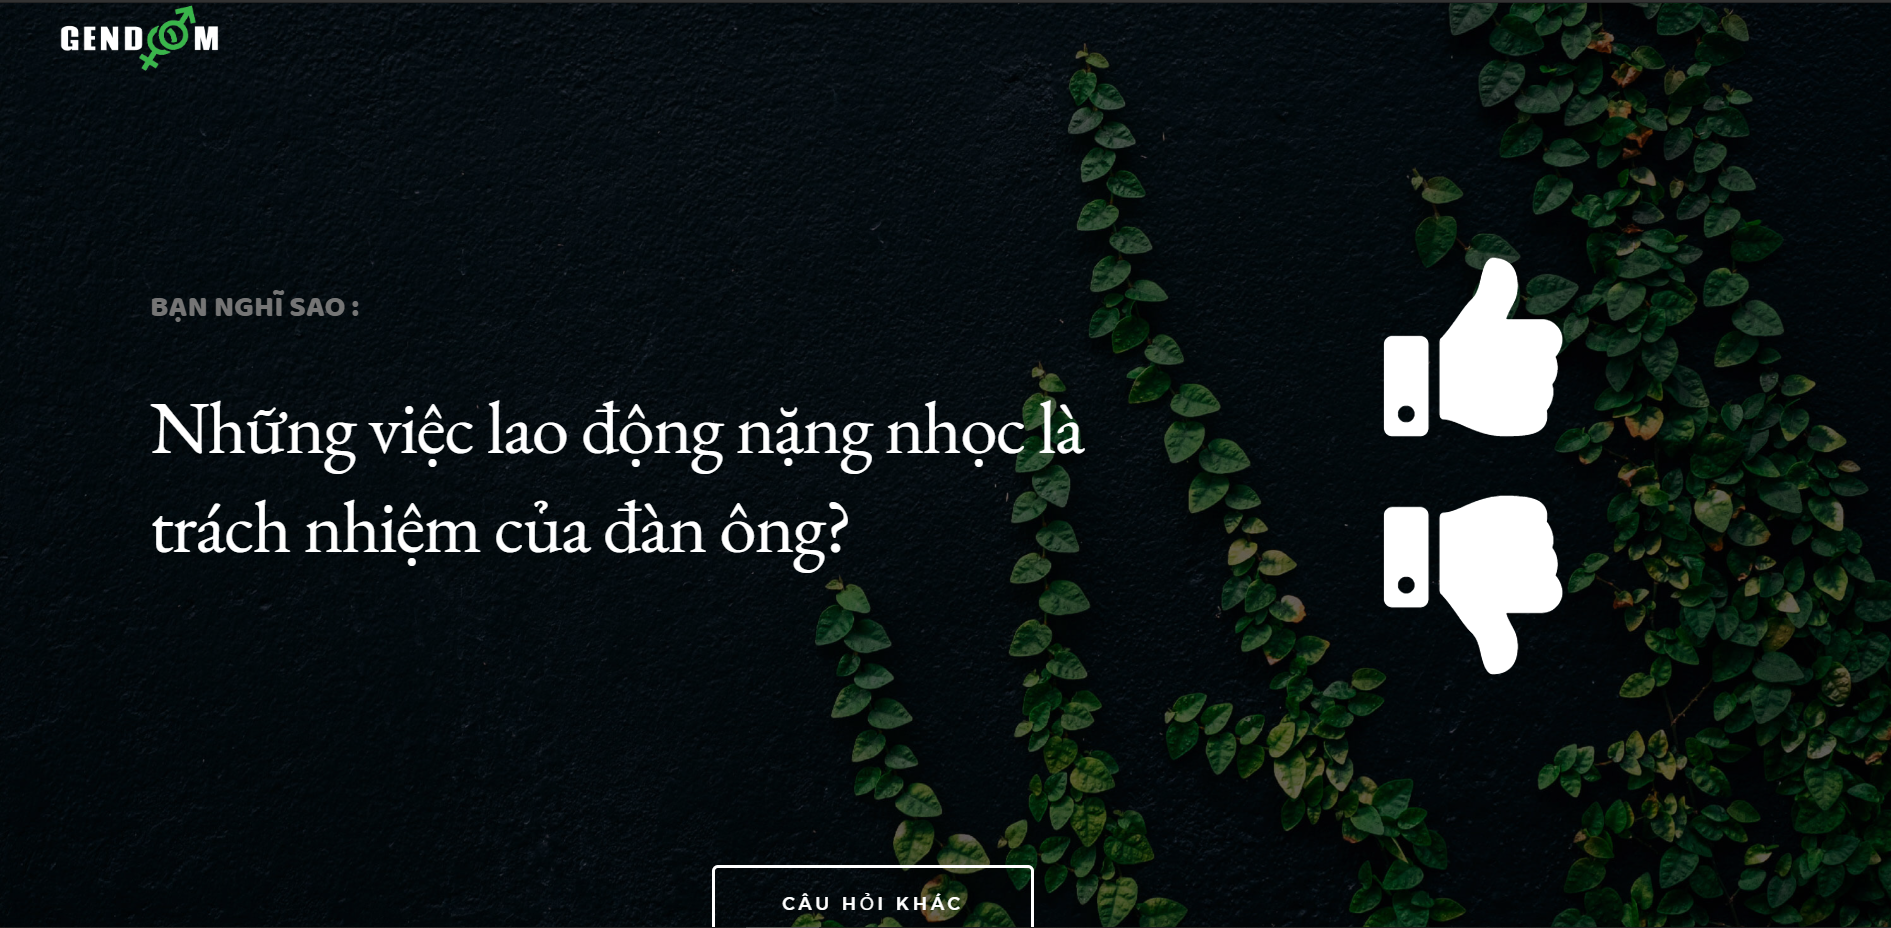 GENDOM
BẠN NGHĨ SAO :
Những việc lao động nặng nhọc là
trách nhiệm của đàn ông?
CÂU HỎI KHÁC